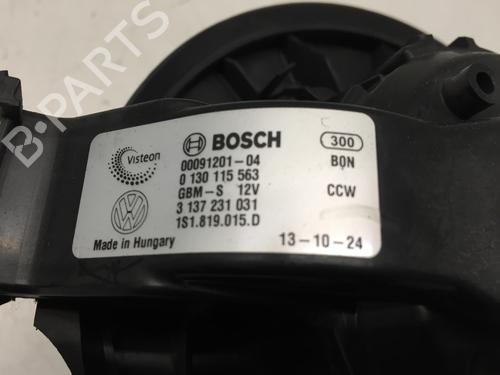 B-PARTS
Visteon
BOSCH
300
00091201-04
BQN
0 130 115 563
GBM-S 12V
CCW
3 137 231 031
1S1.819.015.D
Made in Hungary
13-10-24